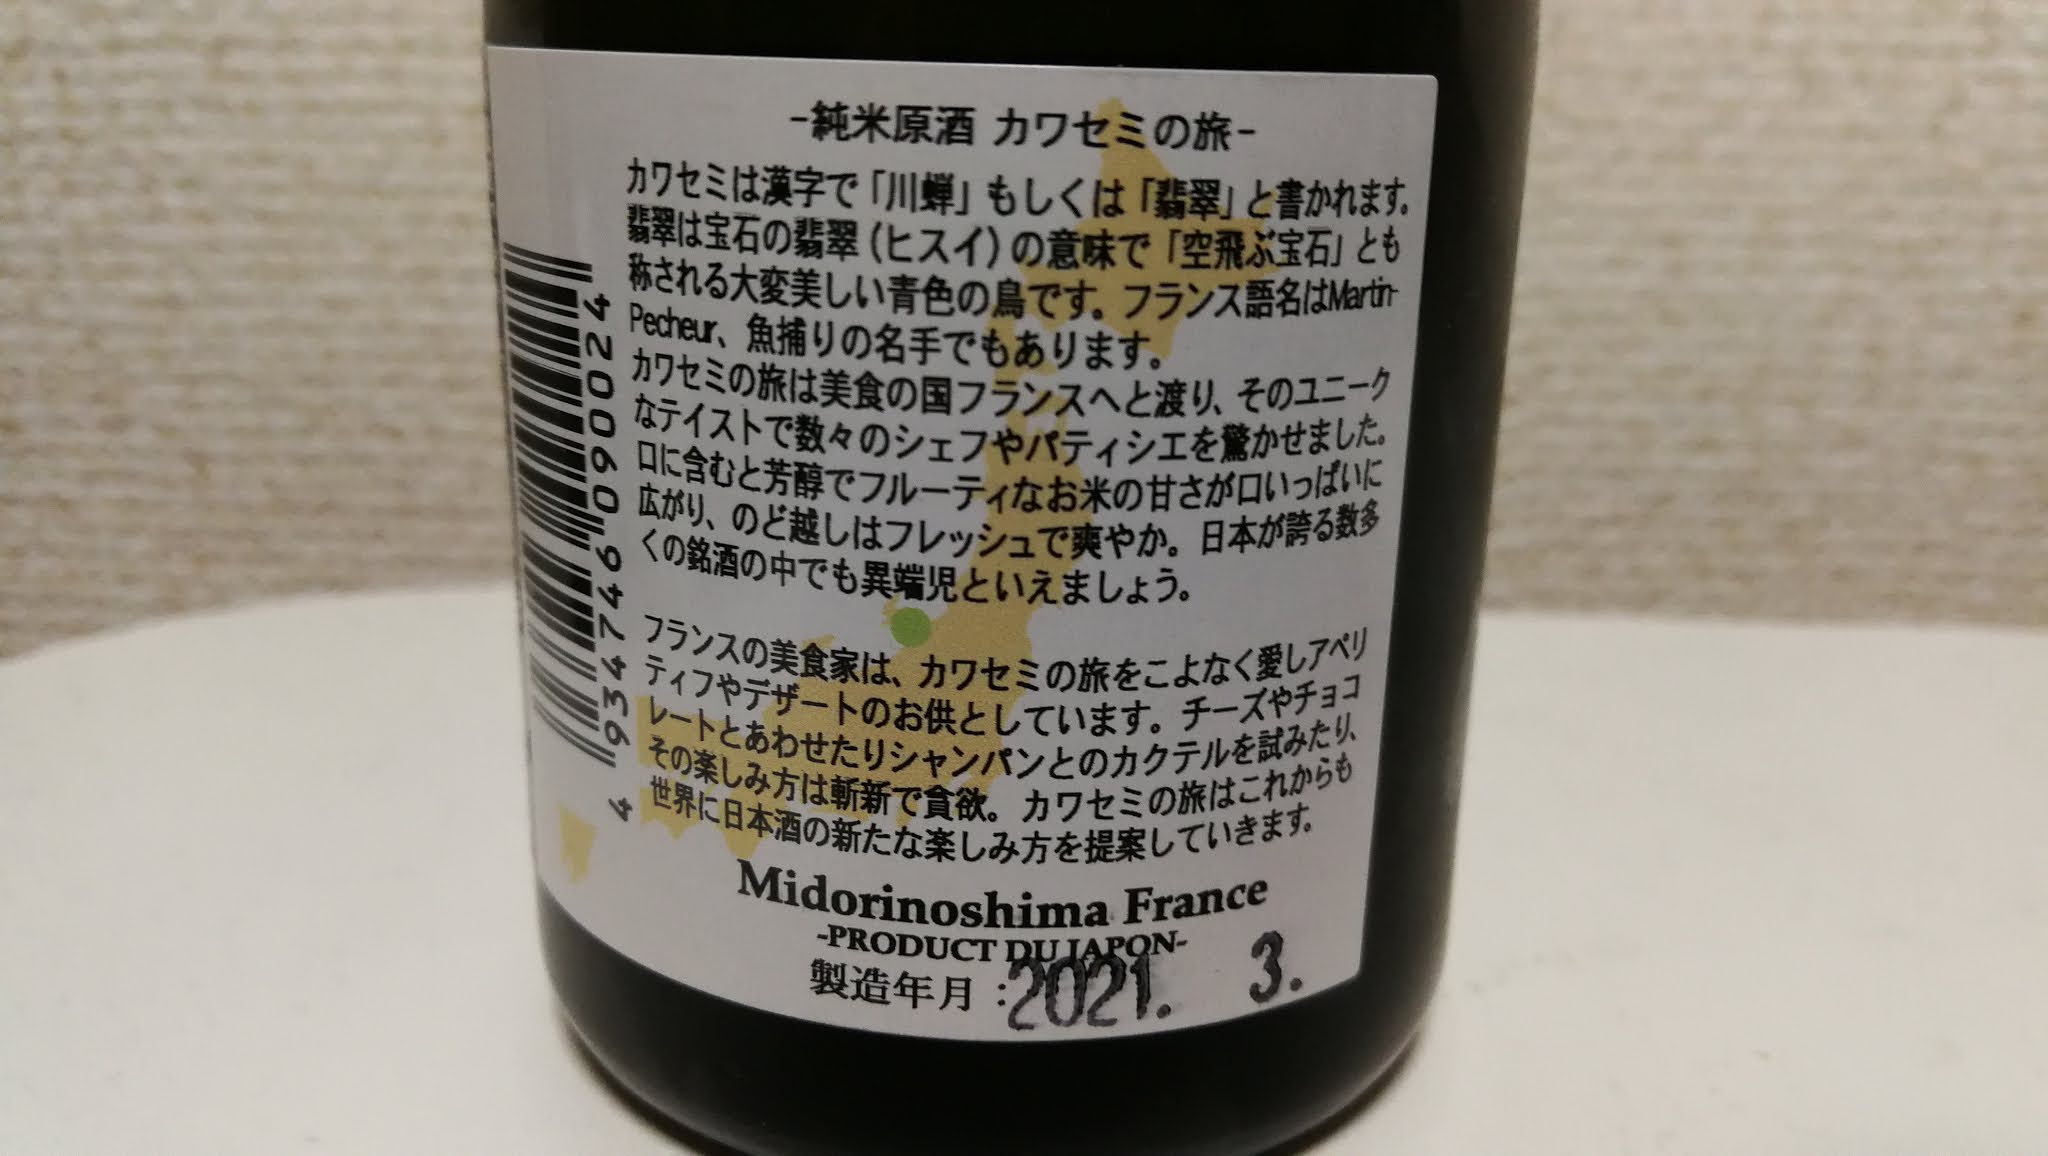 -純米原酒 カワセミの旅-
カワセミは漢字で「川蝉」もしくは「翡翠」と書かれます。
翡翠は宝石の翡翠(ヒスイ)の意味で「空飛ぶ宝石」とも
称される大変美しい青色の鳥です。フランス語名はMartin-
Pecheur、魚捕りの名手でもあります。
カワセミの旅は美食の国フランスへと渡り、そのユニーク
なテイストで数々のシェフやパティシエを驚かせました。
口に含むと芳醇でフルーティなお米の甘さが口いっぱいに
広がり、のど越しはフレッシュで爽やか。日本が誇る数多
くの銘酒の中でも異端児といえましょう。
フランスの美食家は、カワセミの旅をこよなく愛しアペリ
ティフやデザートのお供としています。チーズやチョコ
レートとあわせたりシャンパンとのカクテルを試みたり、
その楽しみ方は斬新で貪欲。カワセミの旅はこれからも
世界に日本酒の新たな楽しみ方を提案していきます。
Midorinoshima France
-PRODUCT DU JAPON-
製造年月:2021. 3.
4 934746 090024